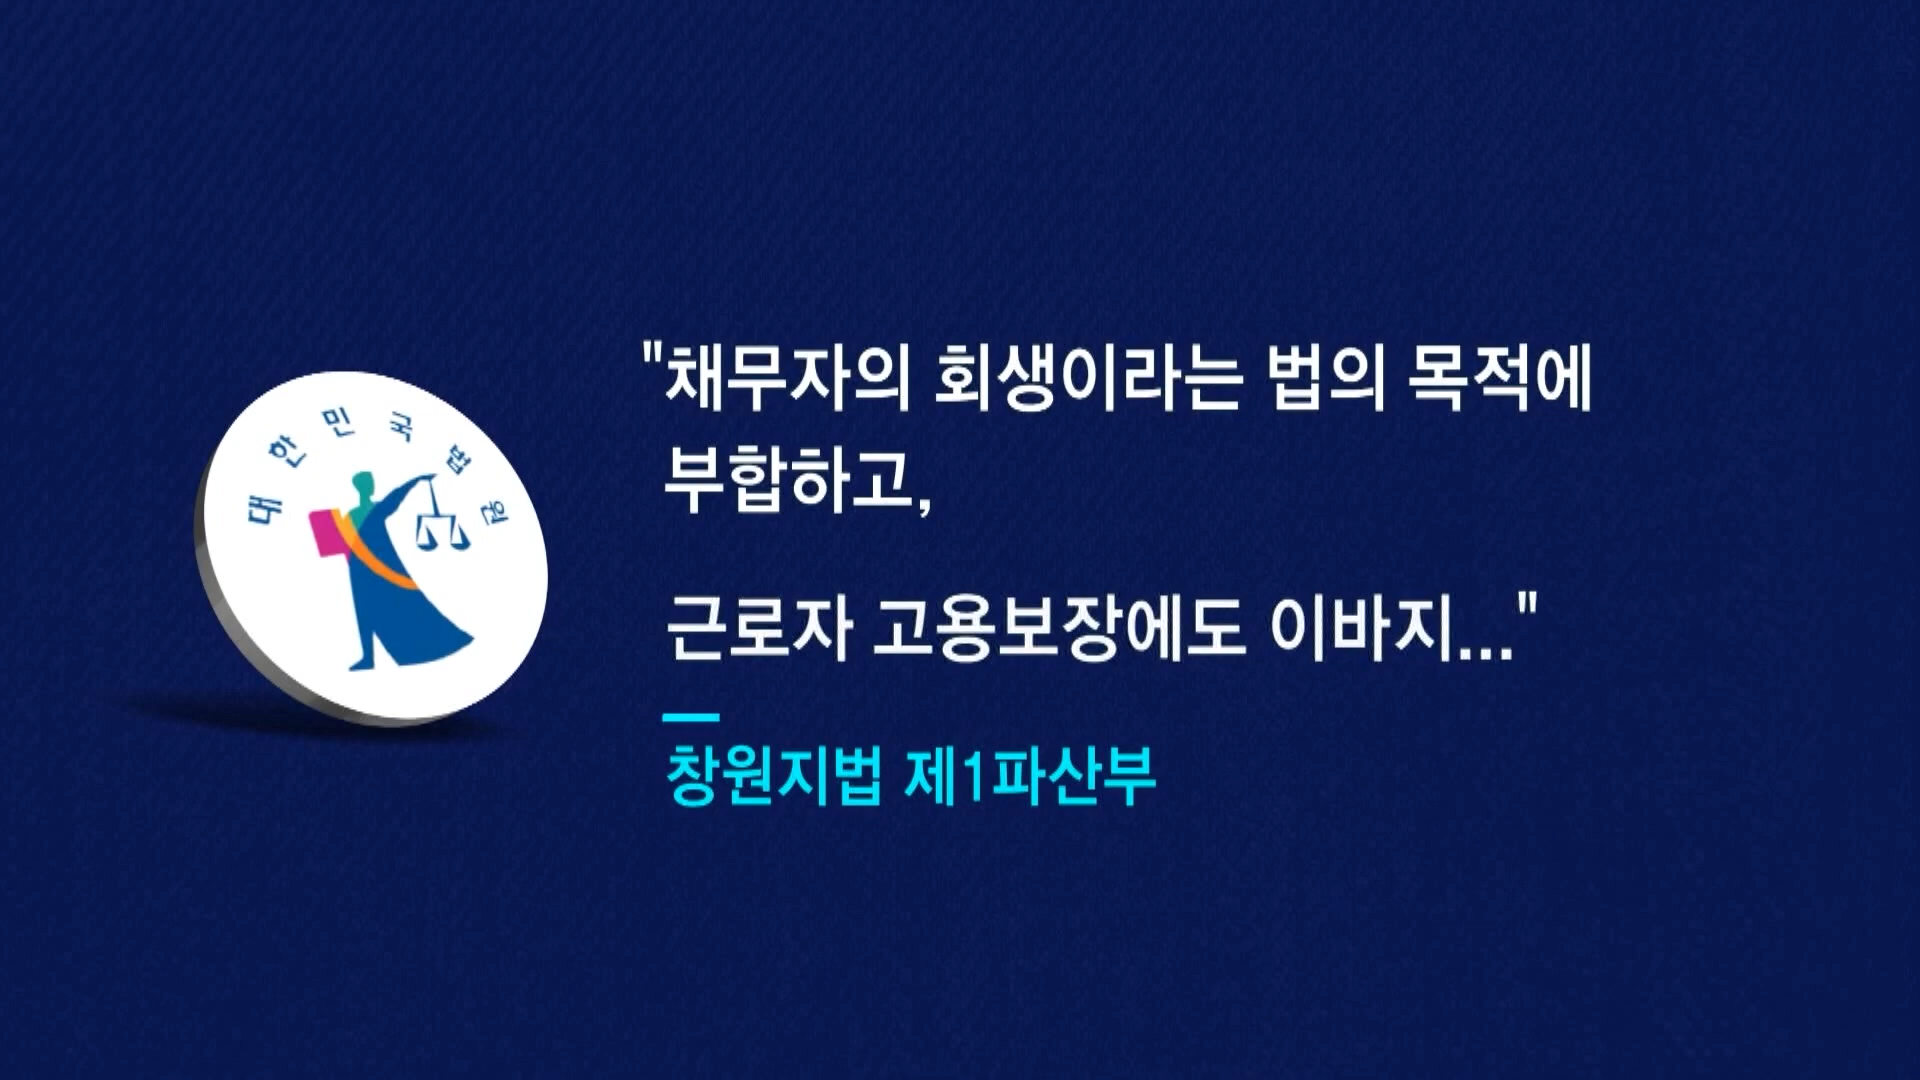 대한민국법원
"채무자의 회생이라는 법의 목적에
부합하고,
근로자 고용보장에도 이바지..."
창원지법 제1파산부